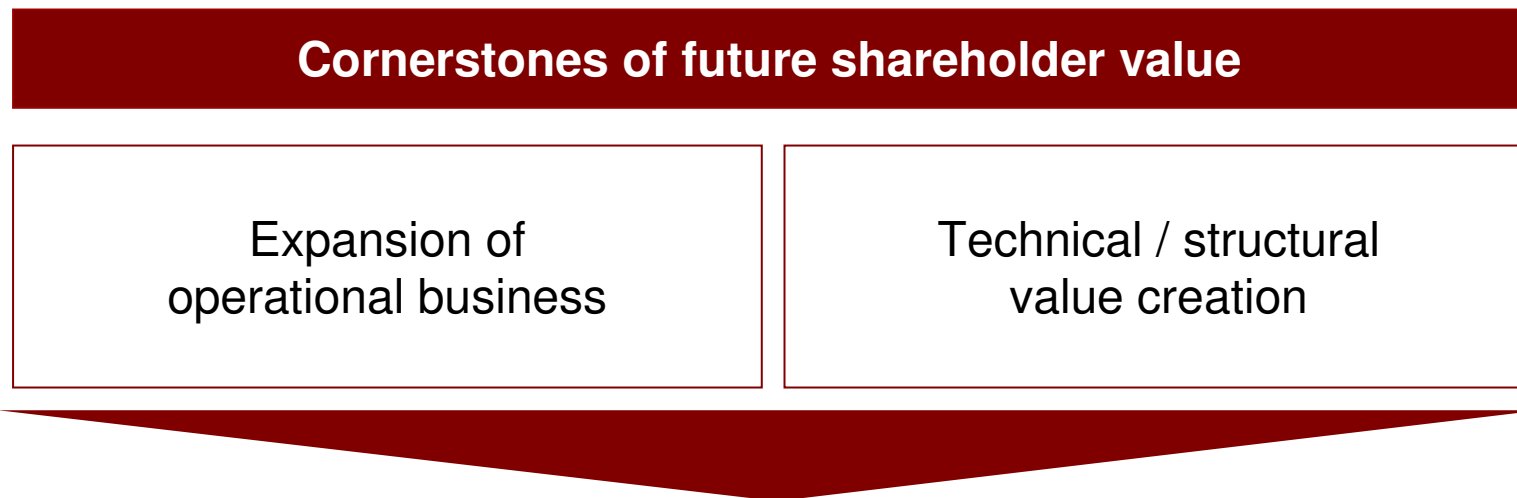 Cornerstones of future shareholder value
Expansion of
operational business
Technical / structural
value creation